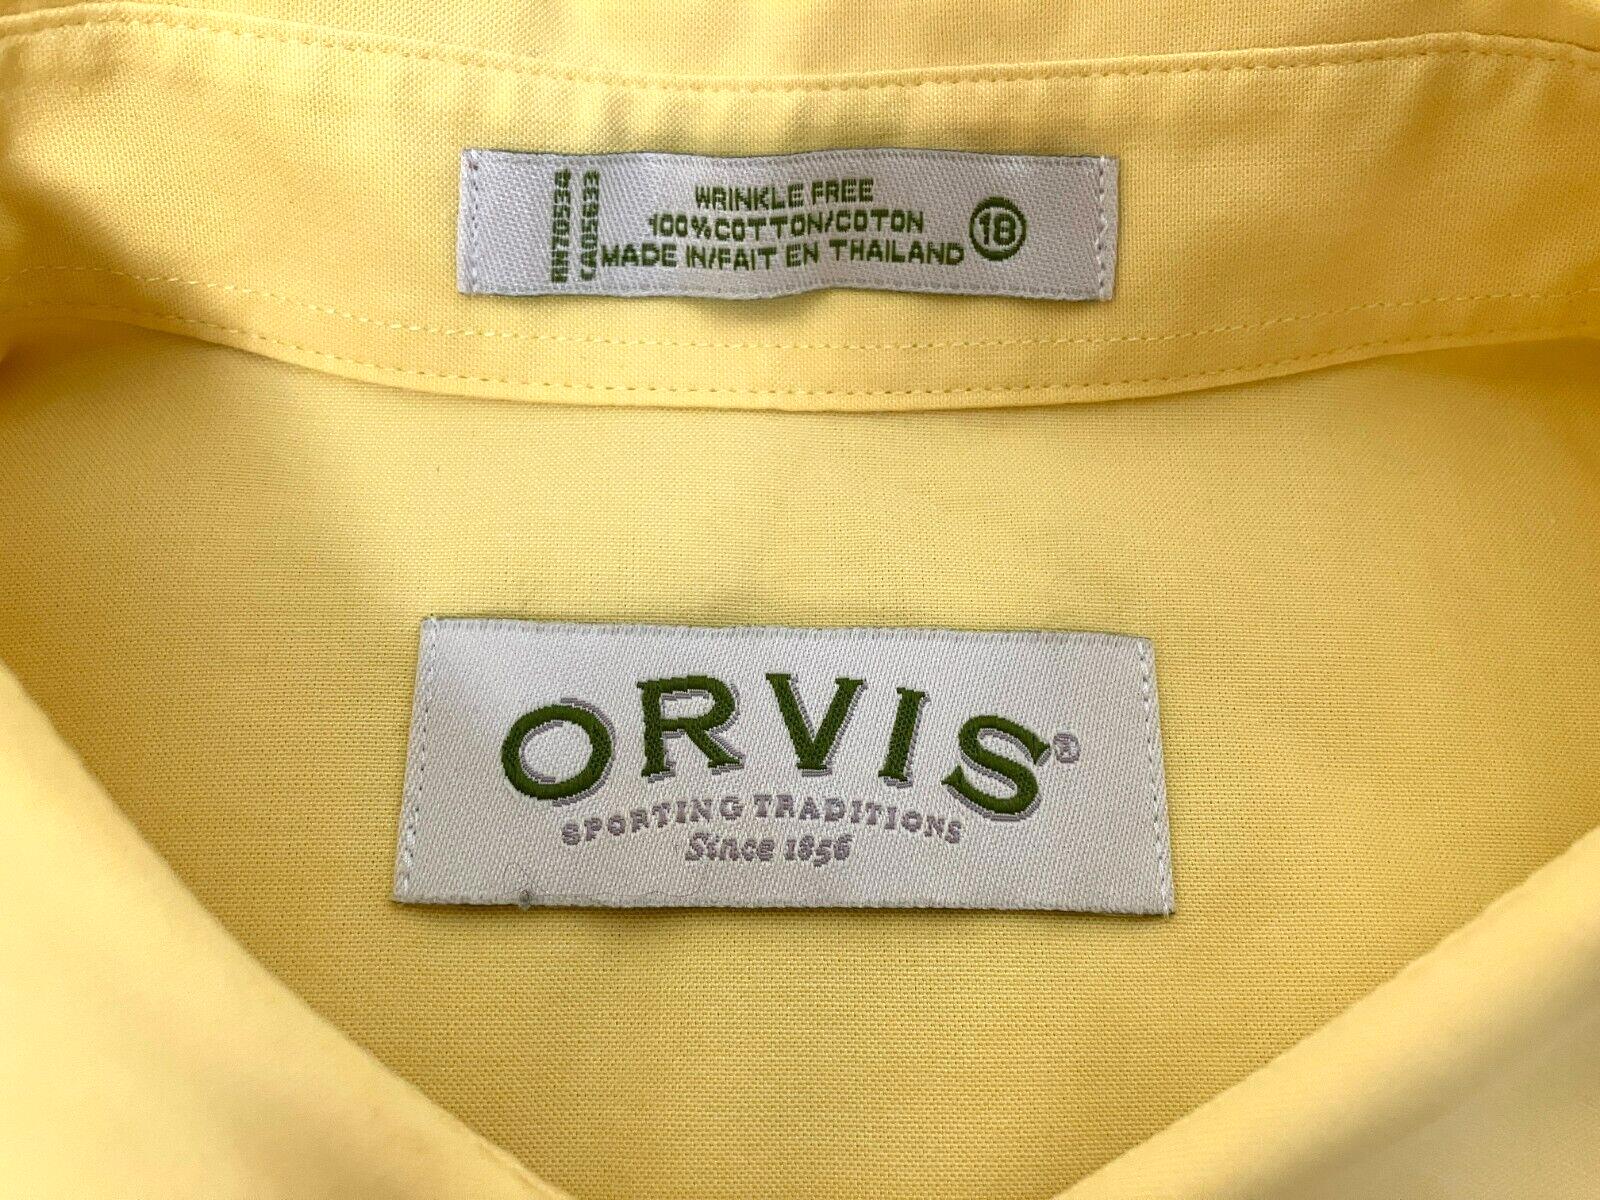 RN70534
CA05633
WRINKLE FREE
100% COTTON/COTON
MADE IN/FAIT EN THAILAND
18
ORVIS®
SPORTING TRADITIONS
Since 1856